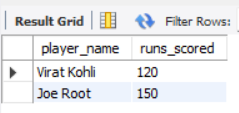 Result Grid Filter Rows:
player_name runs_scored
Virat Kohli 120
Joe Root 150